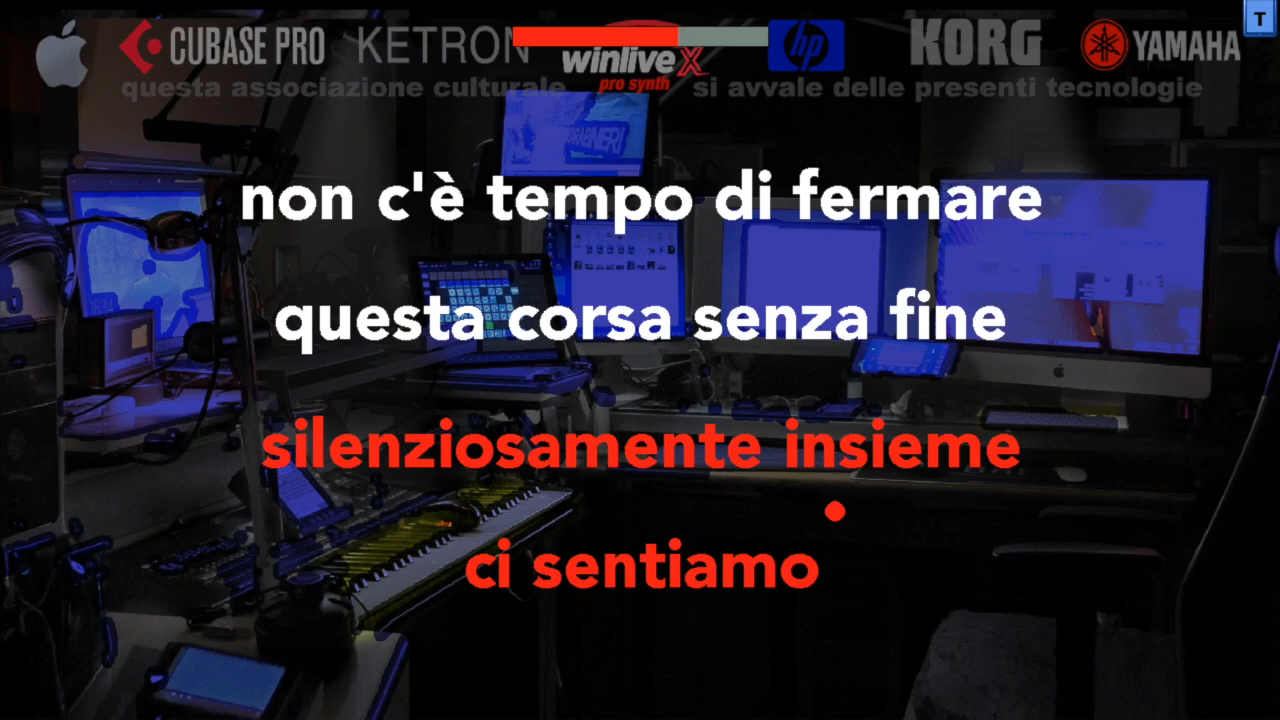 CUBASE PRO
KETRON
winlive X
pro synth
hp
KORG
YAMAHA
T
questa associazione culturale si avvale delle presenti tecnologie
non c'è tempo di fermare
questa corsa senza fine
silenziosamente insieme
ci sentiamo